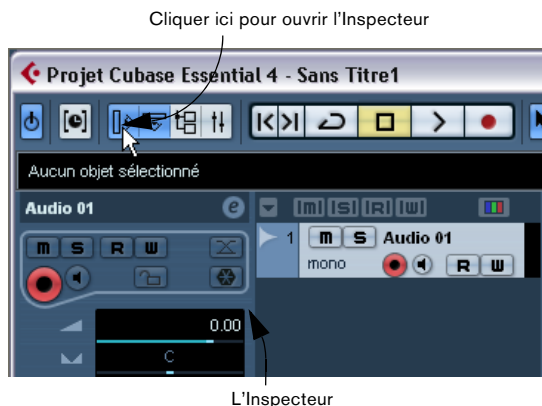 Cliquer ici pour ouvrir l'Inspecteur
Projet Cubase Essential 4 - Sans Titre1
Aucun objet sélectionné
Audio 01 e m S R W
1 m S Audio 01
m S R W
mono R W
0.00
C
L'Inspecteur